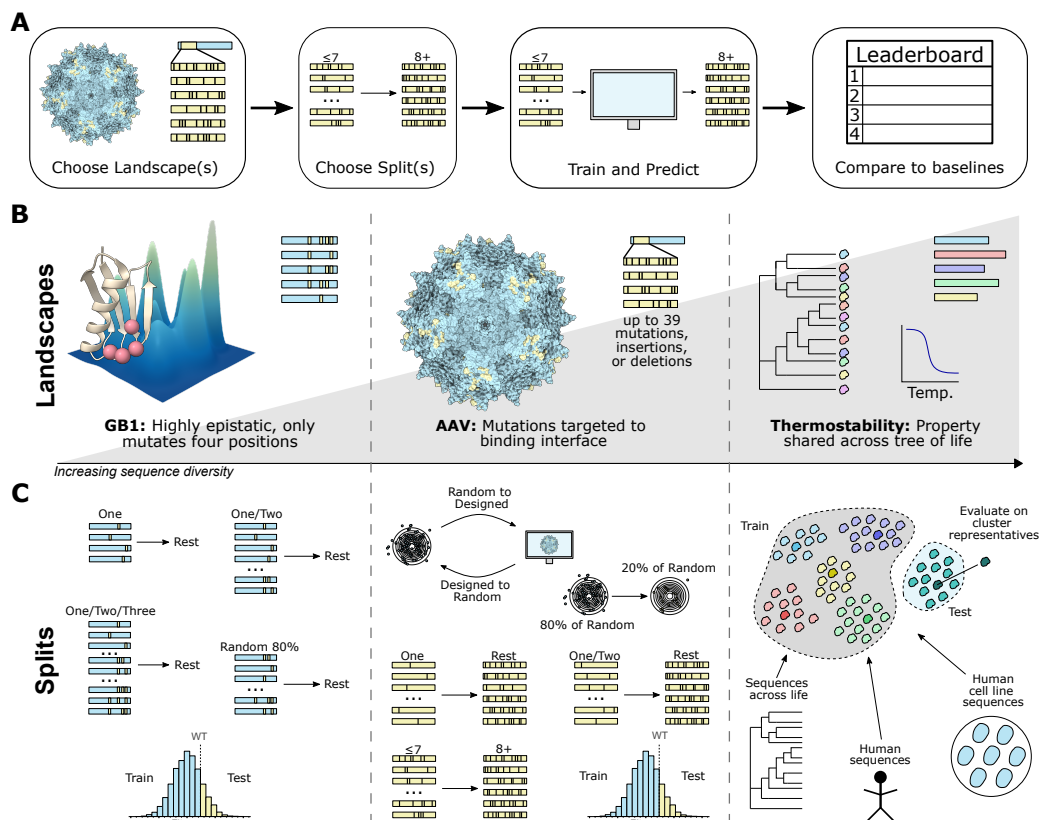 A
≤7
8+
≤7
8+
Leaderboard
1
2
3
4
Choose Landscape(s)
Choose Split(s)
Train and Predict
Compare to baselines
B
Landscapes
up to 39
mutations,
insertions,
or deletions
Temp.
GB1: Highly epistatic, only
mutates four positions
AAV: Mutations targeted to
binding interface
Thermostability: Property
shared across tree of life
Increasing sequence diversity
C
Splits
One
Rest
One/Two
Rest
One/Two/Three
Rest
Random 80%
Rest
WT
Train
Test
Random to
Designed
Designed to
Random
20% of Random
80% of Random
One
Rest
One/Two
Rest
≤7
8+
WT
Train
Test
Train
Evaluate on
cluster
representatives
Test
Sequences
across life
Human
sequences
Human
cell line
sequences